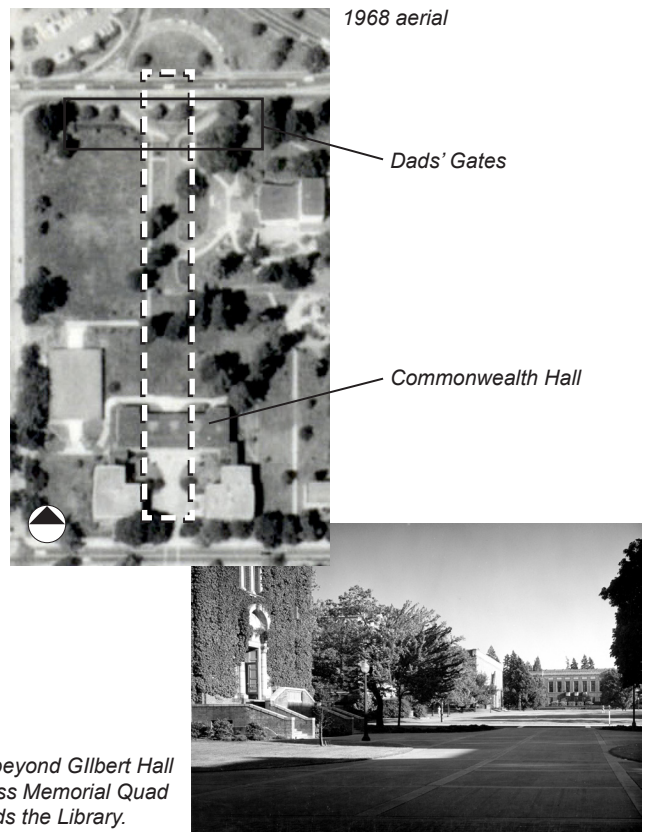 1968 aerial
Dads' Gates
Commonwealth Hall
beyond GIlbert Hall
ss Memorial Quad
ds the Library.